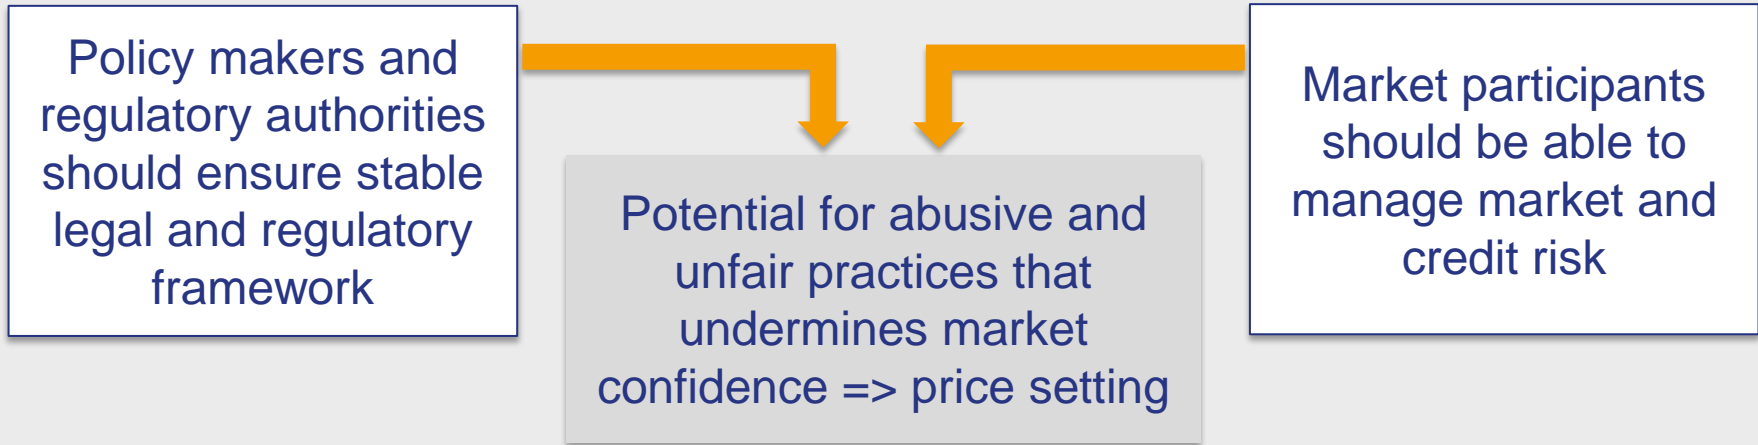 Policy makers and
regulatory authorities
should ensure stable
legal and regulatory
framework
Potential for abusive and
unfair practices that
undermines market
confidence => price setting
Market participants
should be able to
manage market and
credit risk